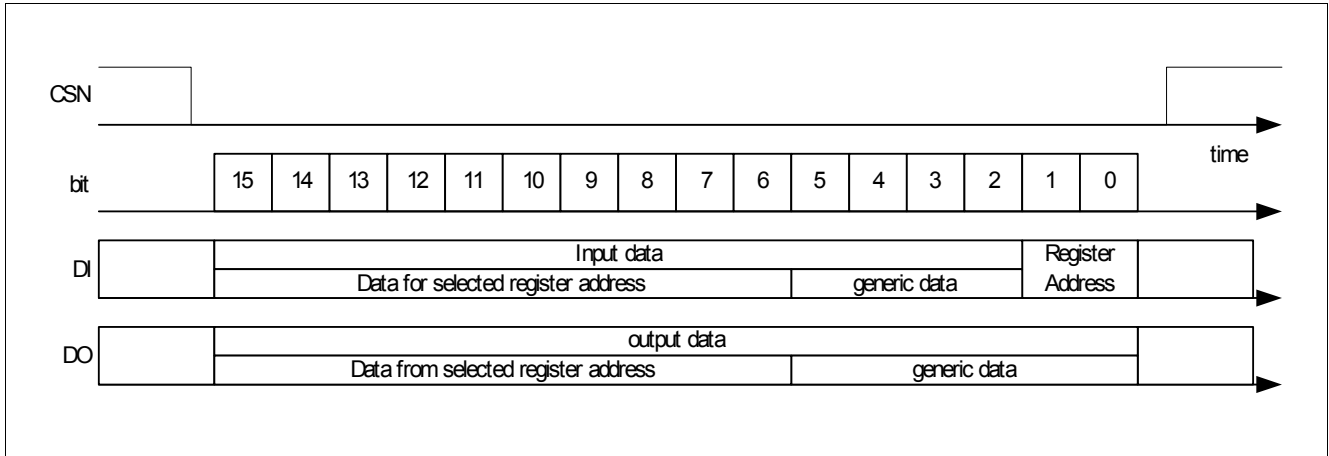 CSN
time
bit 15 14 13 12 11 10 9 8 7 6 5 4 3 2 1 0
DI Input data Register
Data for selected register address generic data Address
DO output data
Data from selected register address generic data